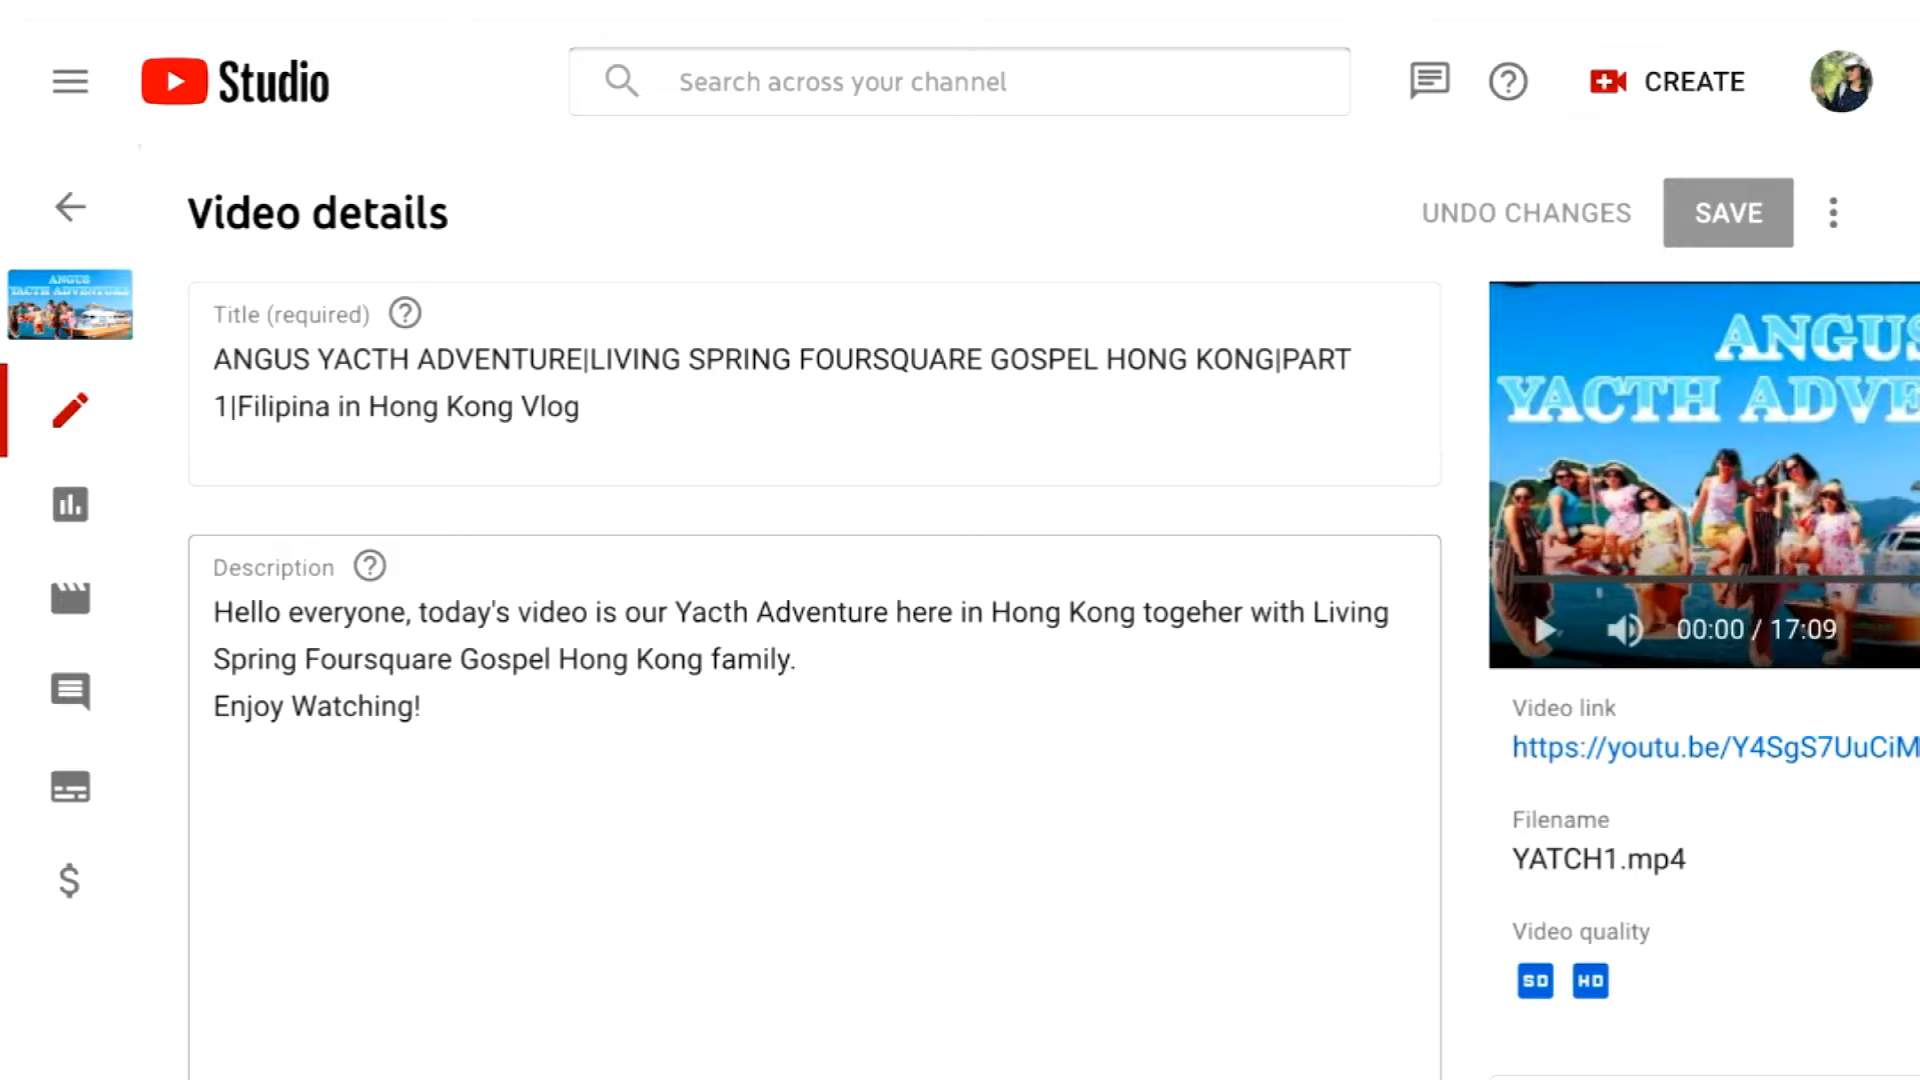 Studio
Search across your channel
CREATE
Video details
UNDO CHANGES
SAVE
ANGUS
YACTH ADVENTURE
Title (required)
ANGUS YACTH ADVENTURE|LIVING SPRING FOURSQUARE GOSPEL HONG KONG|PART
1|Filipina in Hong Kong Vlog
Description
Hello everyone, today's video is our Yacth Adventure here in Hong Kong togeher with Living
Spring Foursquare Gospel Hong Kong family.
Enjoy Watching!
ANGUS
YACTH ADVE
00:00 / 17:09
Video link
https://youtu.be/Y4SgS7UuCiM
Filename
YATCH1.mp4
Video quality
SD HD